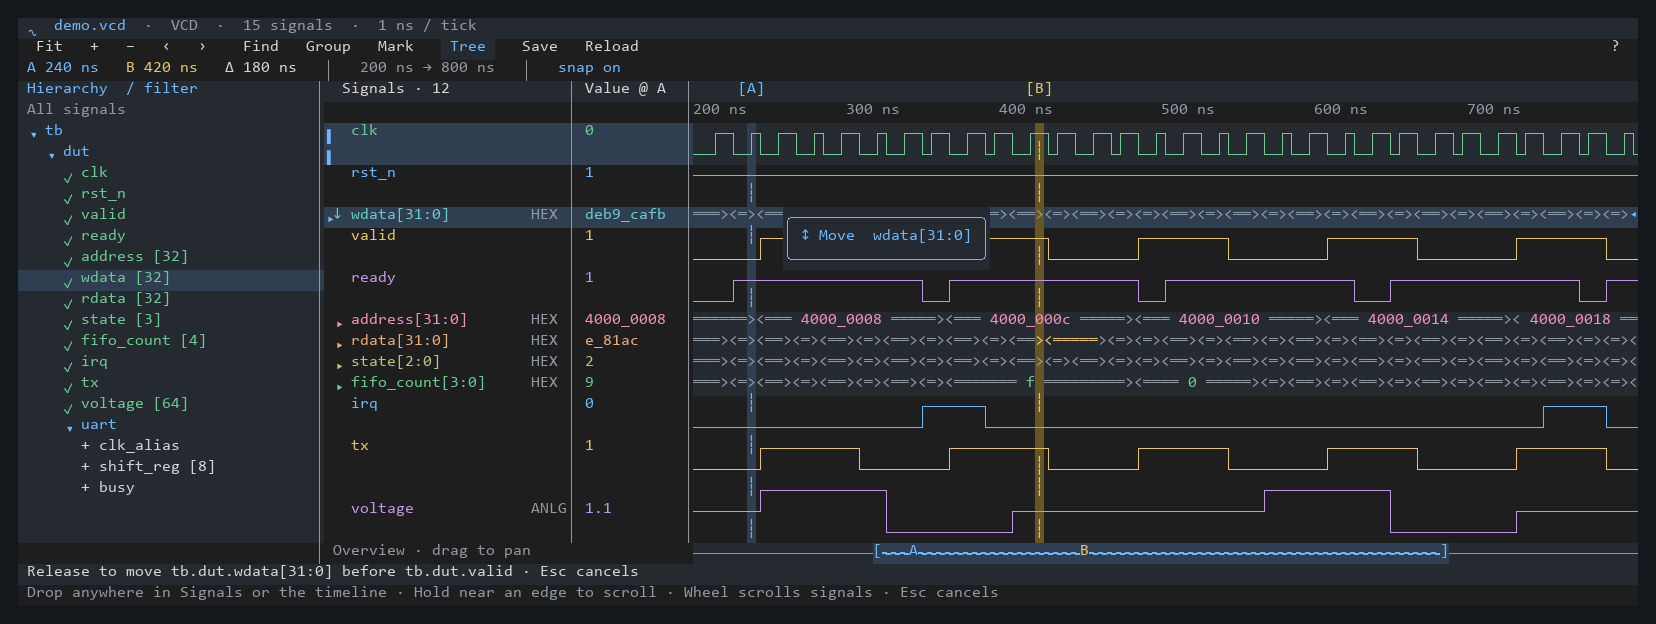 demo.vcd · VCD · 15 signals · 1 ns / tick
Fit + − ‹ › Find Group Mark Tree Save Reload ?
A 240 ns B 420 ns Δ 180 ns │ 200 ns → 800 ns │ snap on
Hierarchy / filter Signals · 12 Value @ A [A] [B]
All signals 200 ns 300 ns 400 ns 500 ns 600 ns 700 ns
▾ tb clk 0
▾ dut
✓ clk rst_n 1
✓ rst_n
✓ valid ▸↓ wdata[31:0] HEX deb9_cafb
✓ ready valid 1 ↕ Move wdata[31:0]
✓ address [32]
✓ wdata [32] ready 1
✓ rdata [32]
✓ state [3] ▸ address[31:0] HEX 4000_0008 4000_0008 4000_000c 4000_0010 4000_0014 4000_0018
✓ fifo_count [4] ▸ rdata[31:0] HEX e_81ac
✓ irq ▸ state[2:0] HEX 2
✓ tx ▸ fifo_count[3:0] HEX 9 f 0
✓ voltage [64] irq 0
▾ uart
+ clk_alias tx 1
+ shift_reg [8]
+ busy
voltage ANLG 1.1
Overview · drag to pan [ A B ]
Release to move tb.dut.wdata[31:0] before tb.dut.valid · Esc cancels
Drop anywhere in Signals or the timeline · Hold near an edge to scroll · Wheel scrolls signals · Esc cancels